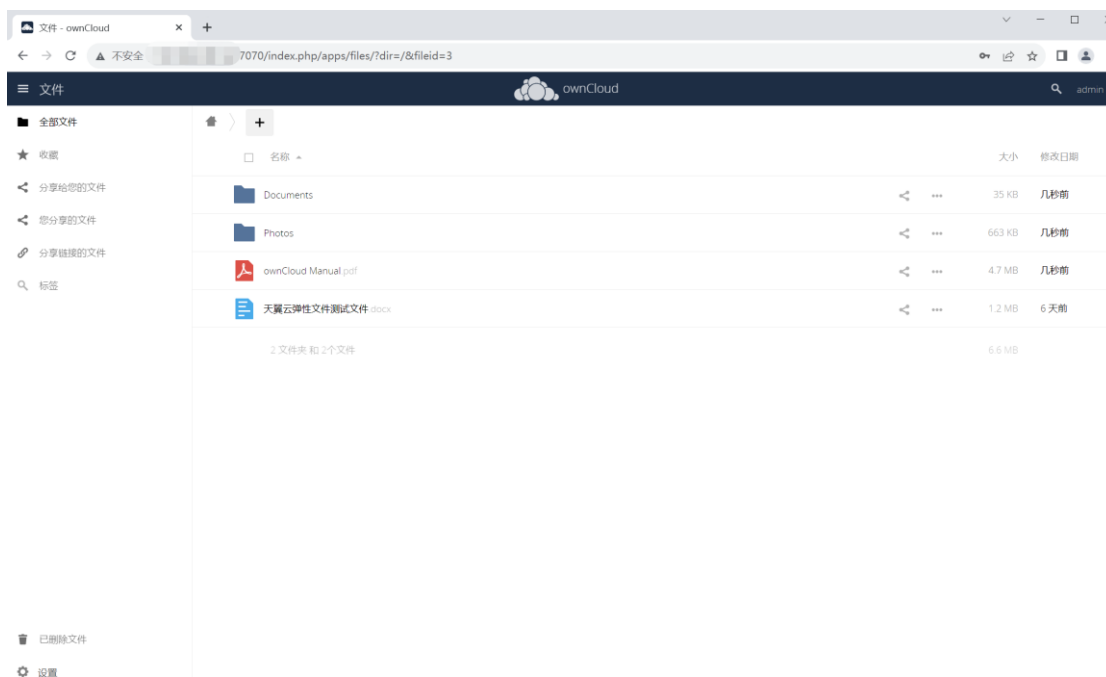 文件 - ownCloud
不安全 7070/index.php/apps/files/?dir=/&fileid=3
文件 ownCloud admin
全部文件
收藏
分享给您的文件
您分享的文件
分享链接的文件
标签
名称 大小 修改日期
Documents 35 KB 几秒前
Photos 663 KB 几秒前
ownCloud Manual.pdf 4.7 MB 几秒前
天翼云弹性文件测试文件.docx 1.2 MB 6 天前
2 文件夹 和 2个文件 6.6 MB
已删除文件
设置